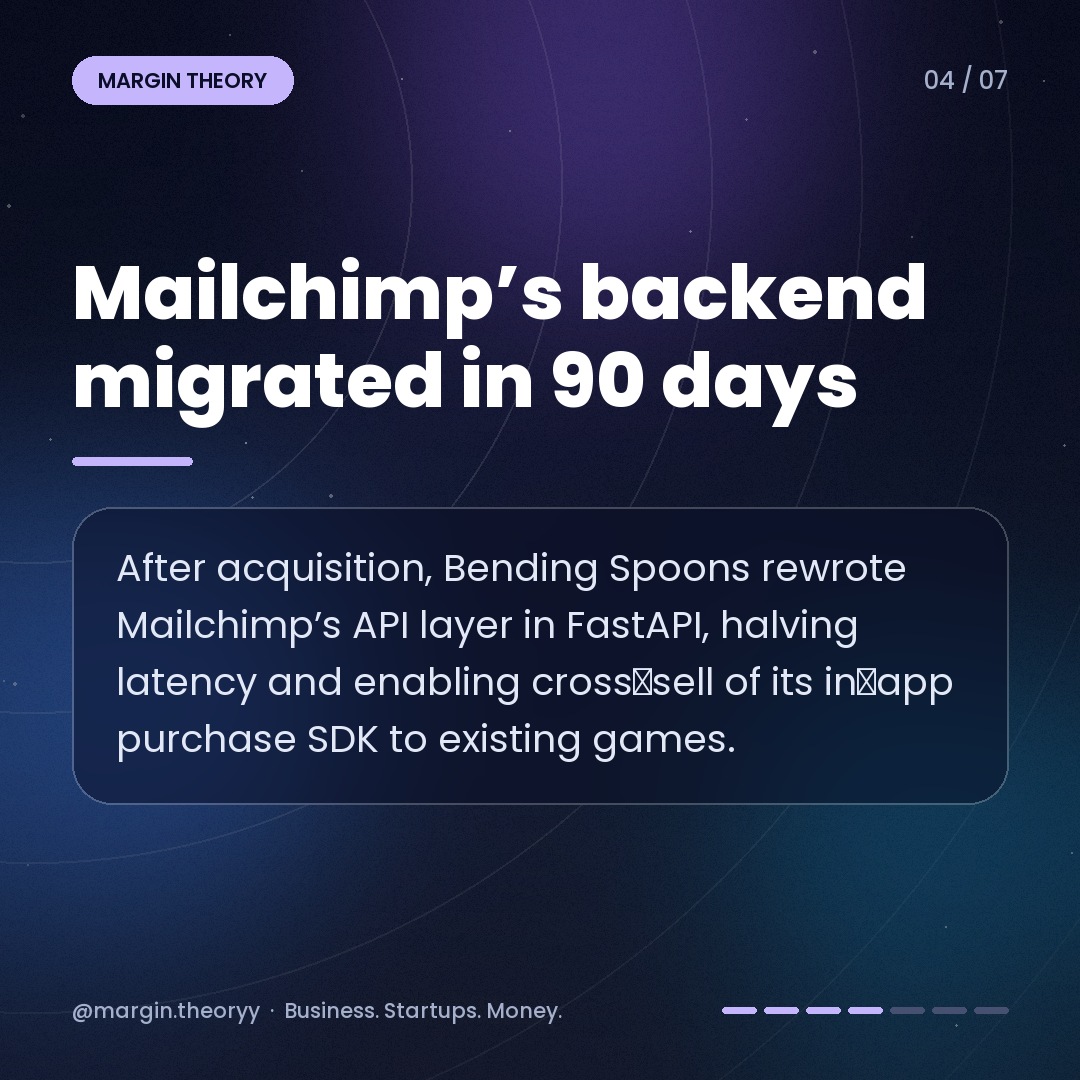 MARGIN THEORY
04 / 07
Mailchimp’s backend
migrated in 90 days
After acquisition, Bending Spoons rewrote
Mailchimp’s API layer in FastAPI, halving
latency and enabling cross☒sell of its in☒app
purchase SDK to existing games.
@margin.theoryy · Business. Startups. Money.